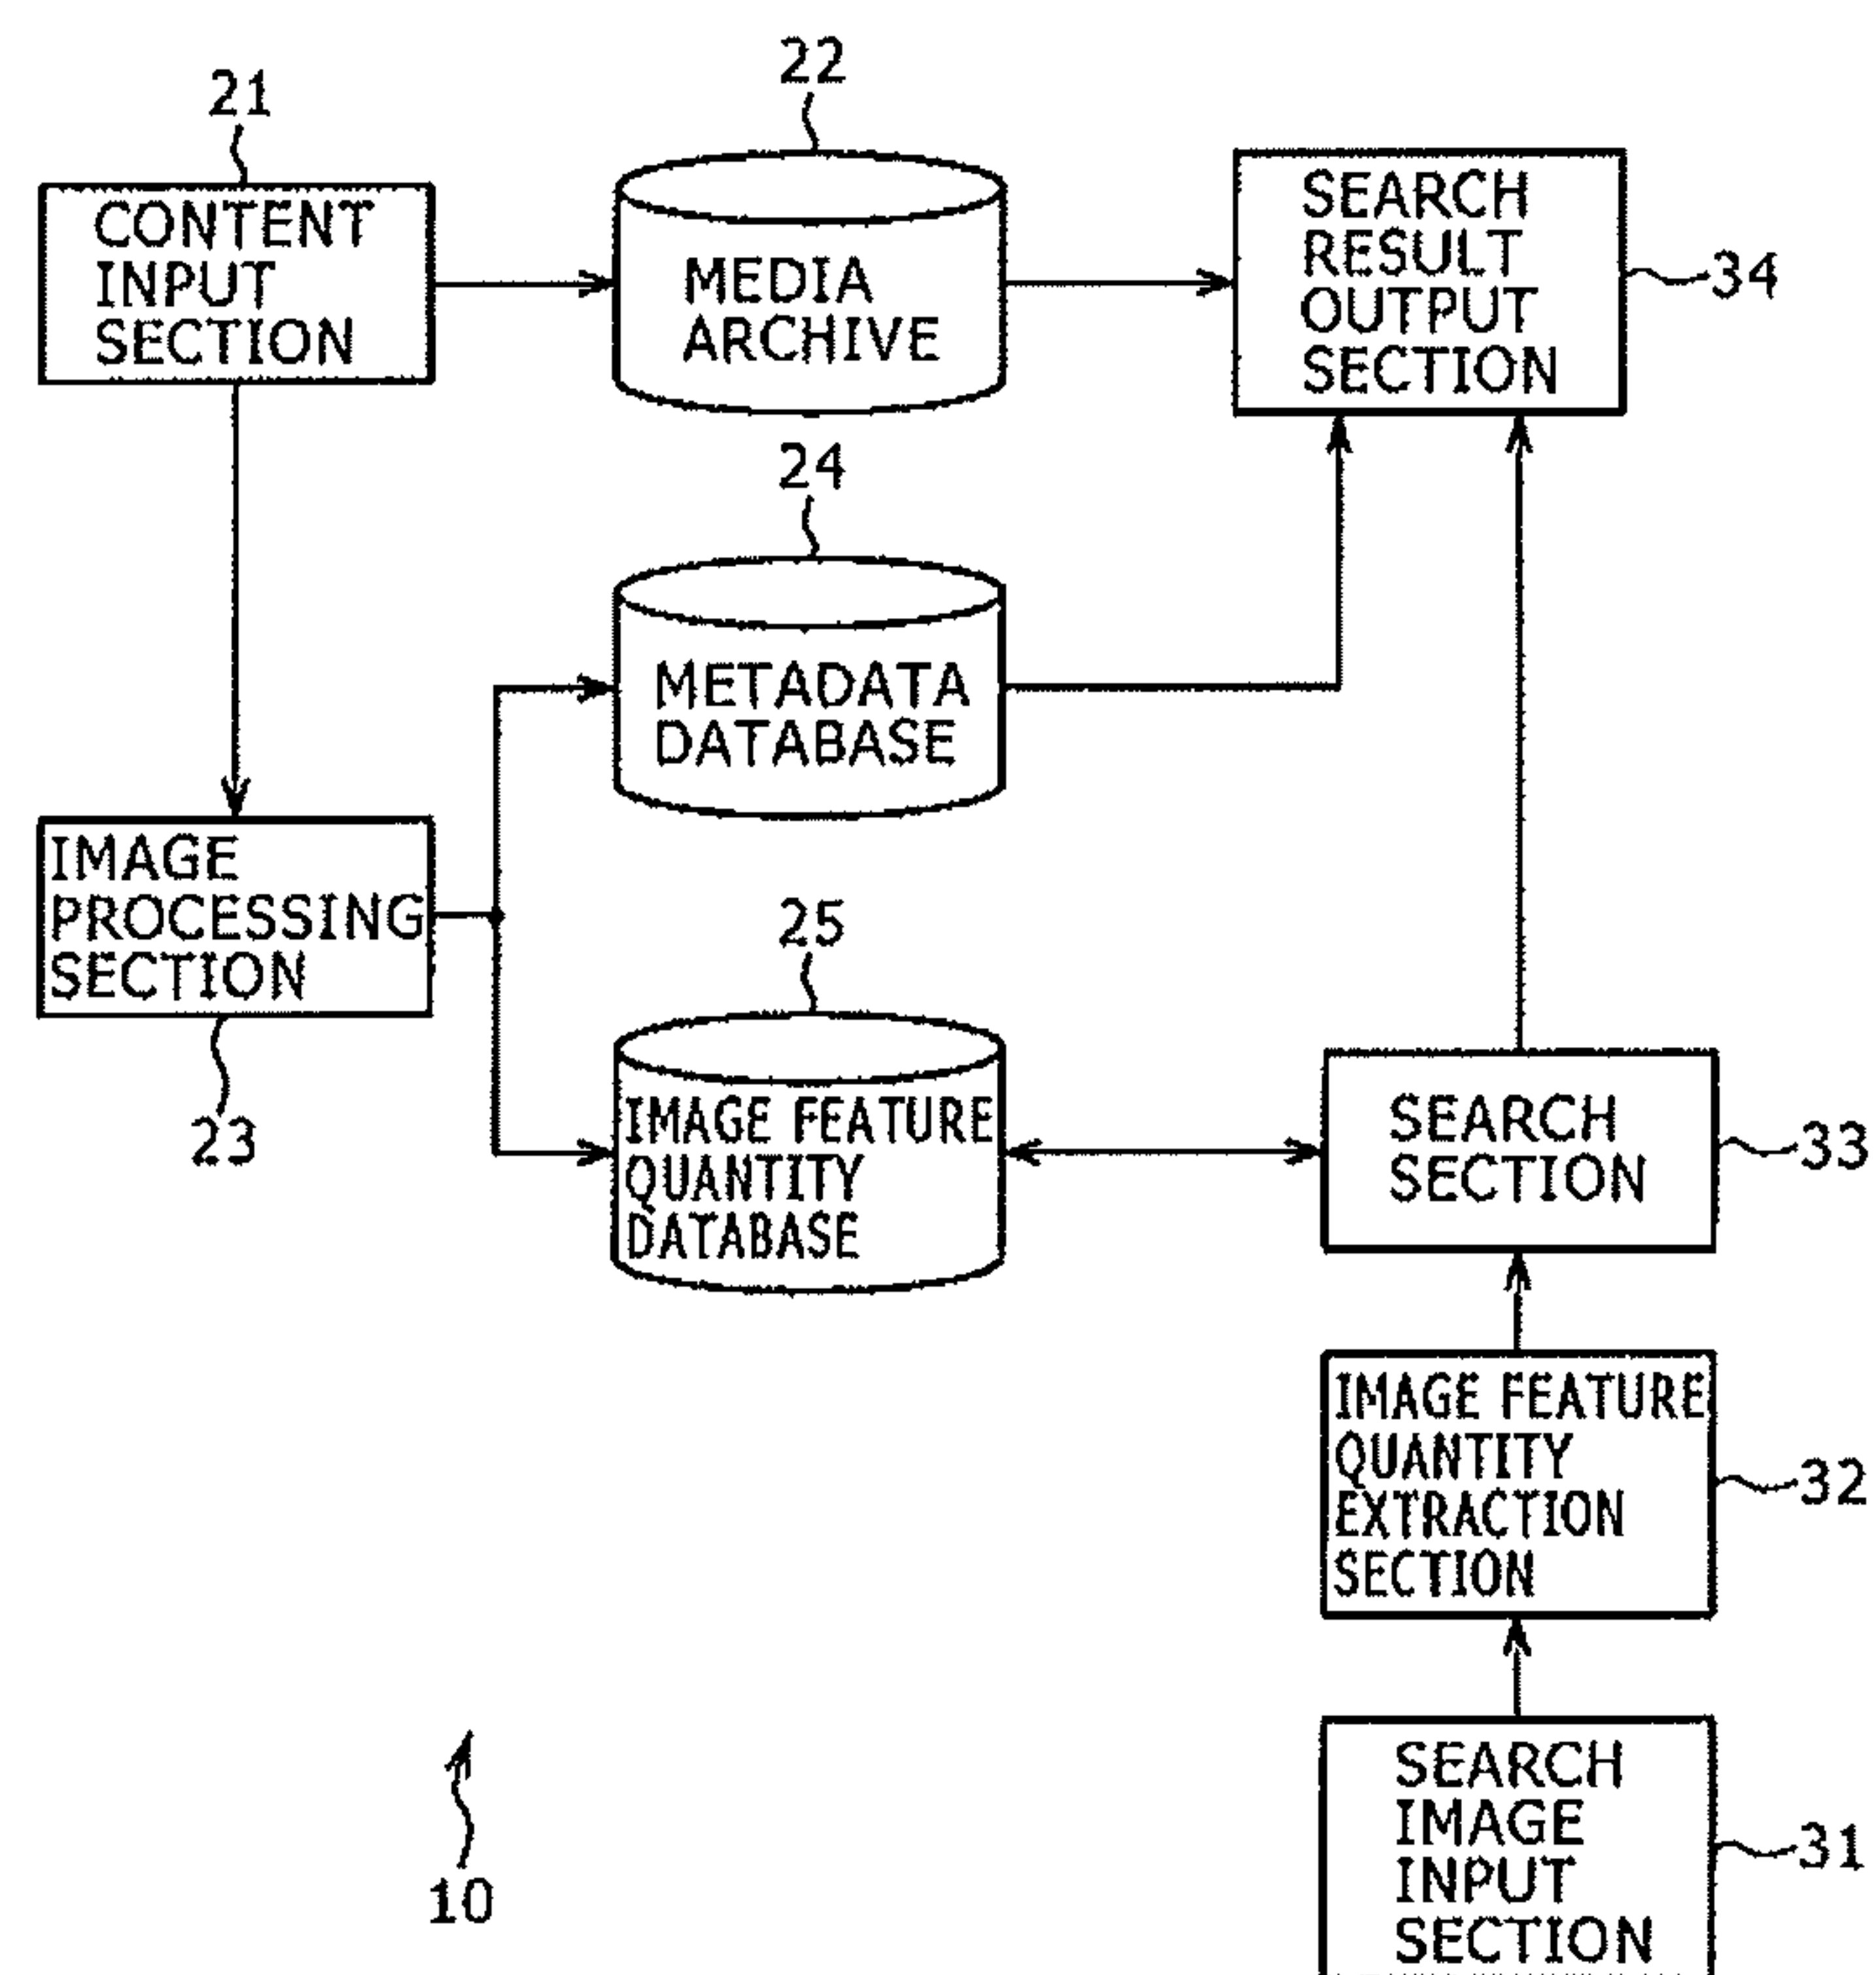 21
CONTENT
INPUT
SECTION
22
MEDIA
ARCHIVE
SEARCH
RESULT
OUTPUT
SECTION
34
24
METADATA
DATABASE
IMAGE
PROCESSING
SECTION
23
25
IMAGE FEATURE
QUANTITY
DATABASE
SEARCH
SECTION
33
IMAGE FEATURE
QUANTITY
EXTRACTION
SECTION
32
SEARCH
IMAGE
INPUT
SECTION
31
10